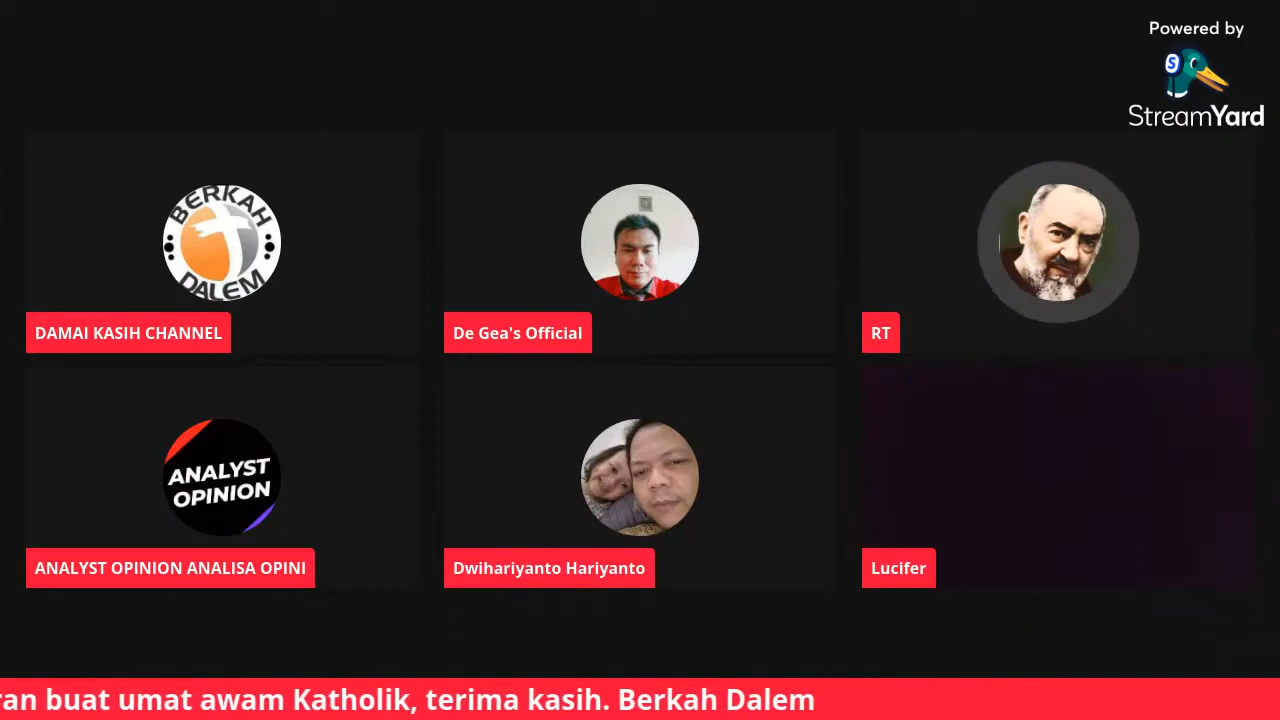 Powered by
S
StreamYard
BERKAH
DALEM
DAMAI KASIH CHANNEL
De Gea's Official
RT
ANALYST
OPINION
ANALYST OPINION ANALISA OPINI
Dwihariyanto Hariyanto
Lucifer
buat umat awam Katholik, terima kasih. Berkah Dalem